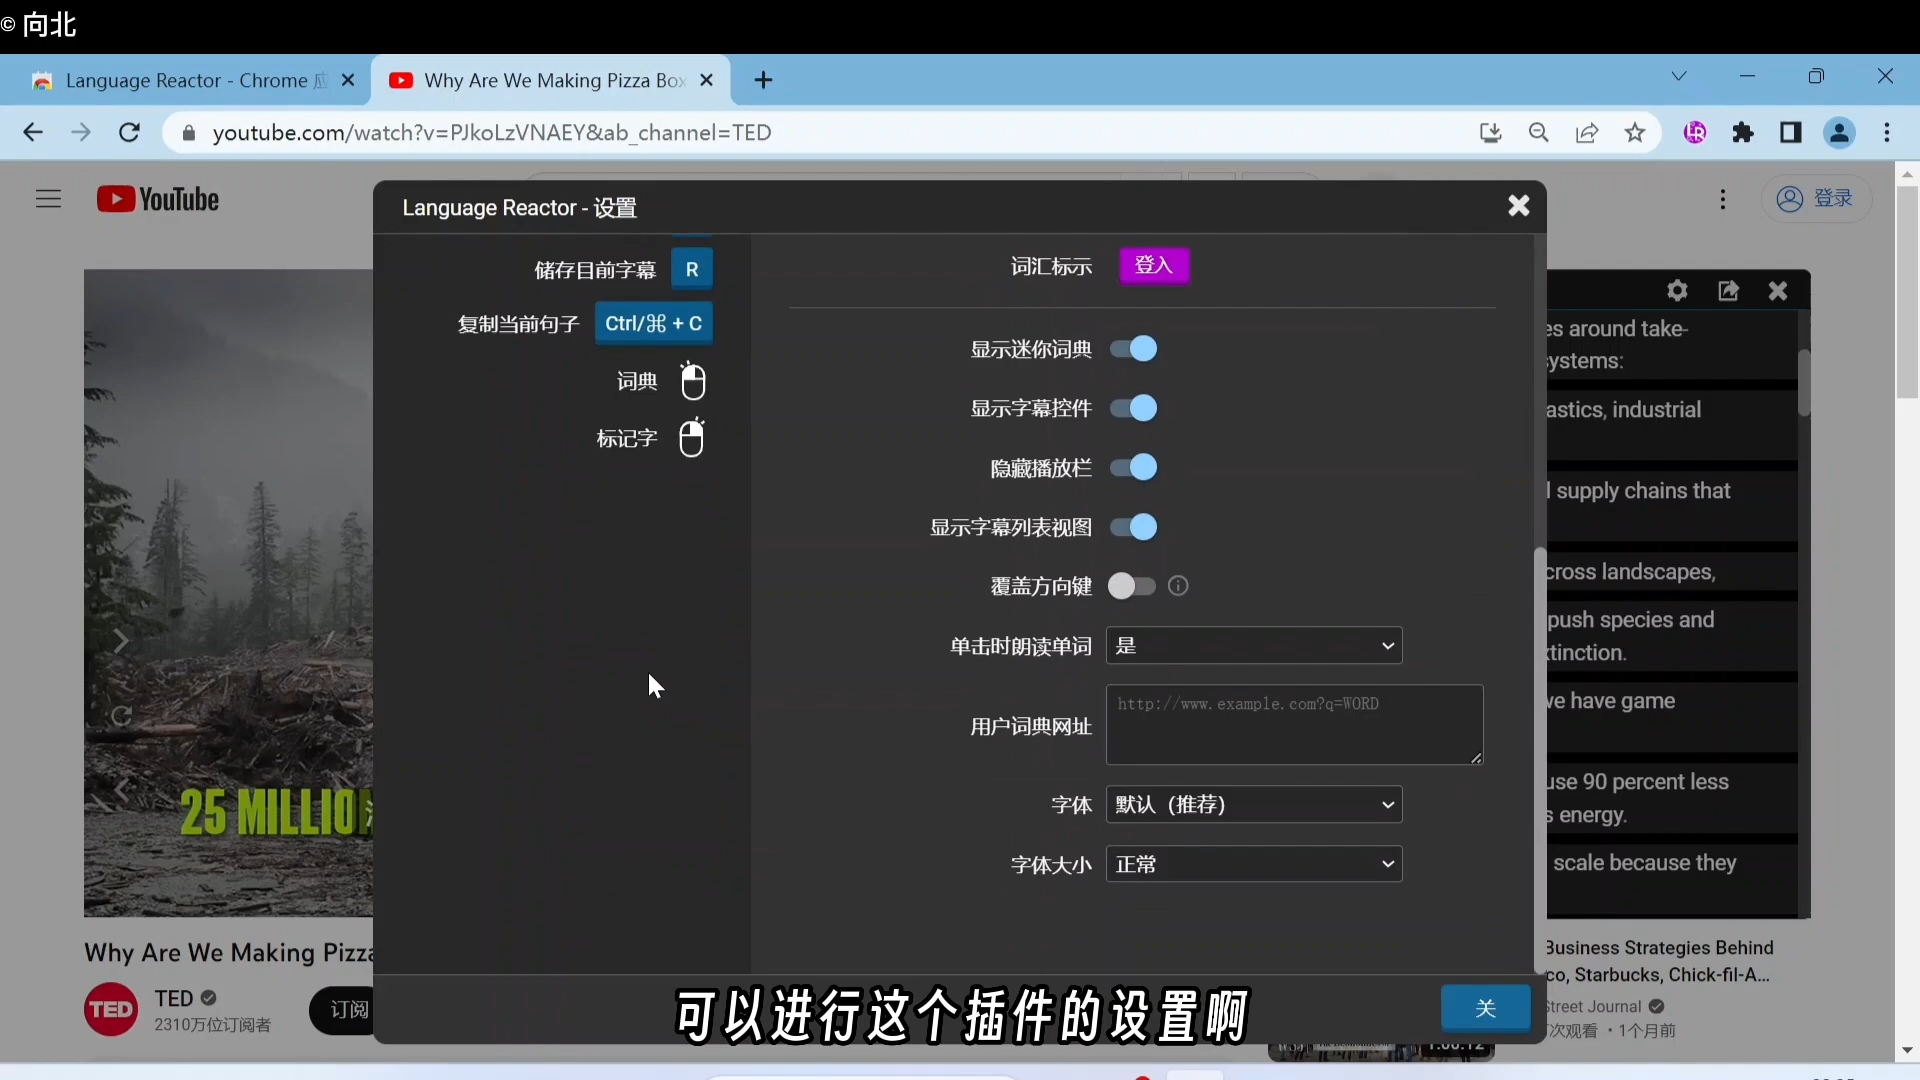 © 向北
Language Reactor - Chrome 应
Why Are We Making Pizza Box
youtube.com/watch?v=PJkoLzVNAEY&ab_channel=TED
YouTube
登录
Language Reactor - 设置
储存目前字幕 R
复制当前句子 Ctrl/⌘ + C
词典
标记字
词汇标示 登入
显示迷你词典
显示字幕控件
隐藏播放栏
显示字幕列表视图
覆盖方向键
单击时朗读单词 是
用户词典网址 http://www.example.com?q=WORD
字体 默认（推荐）
字体大小 正常
关
es around take-
systems:
astics, industrial
supply chains that
cross landscapes,
push species and
xtinction.
ve have game
use 90 percent less
s energy.
scale because they
25 MILLION
Why Are We Making Pizza
TED
TED
2310万位订阅者
订阅
Business Strategies Behind
co, Starbucks, Chick-fil-A...
Street Journal
次观看 • 1个月前
可以进行这个插件的设置啊